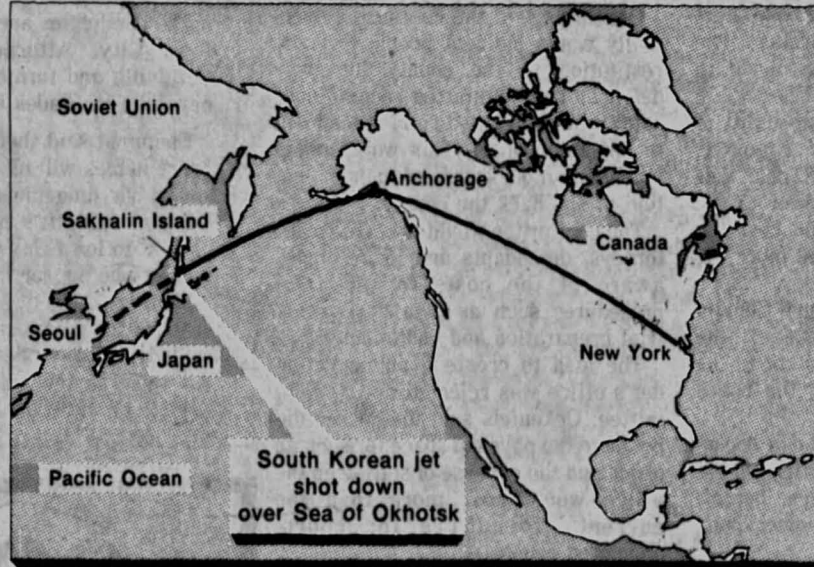 Soviet Union
Anchorage
Sakhalin Island
Canada
Seoul
Japan
New York
Pacific Ocean
South Korean jet
shot down
over Sea of Okhotsk